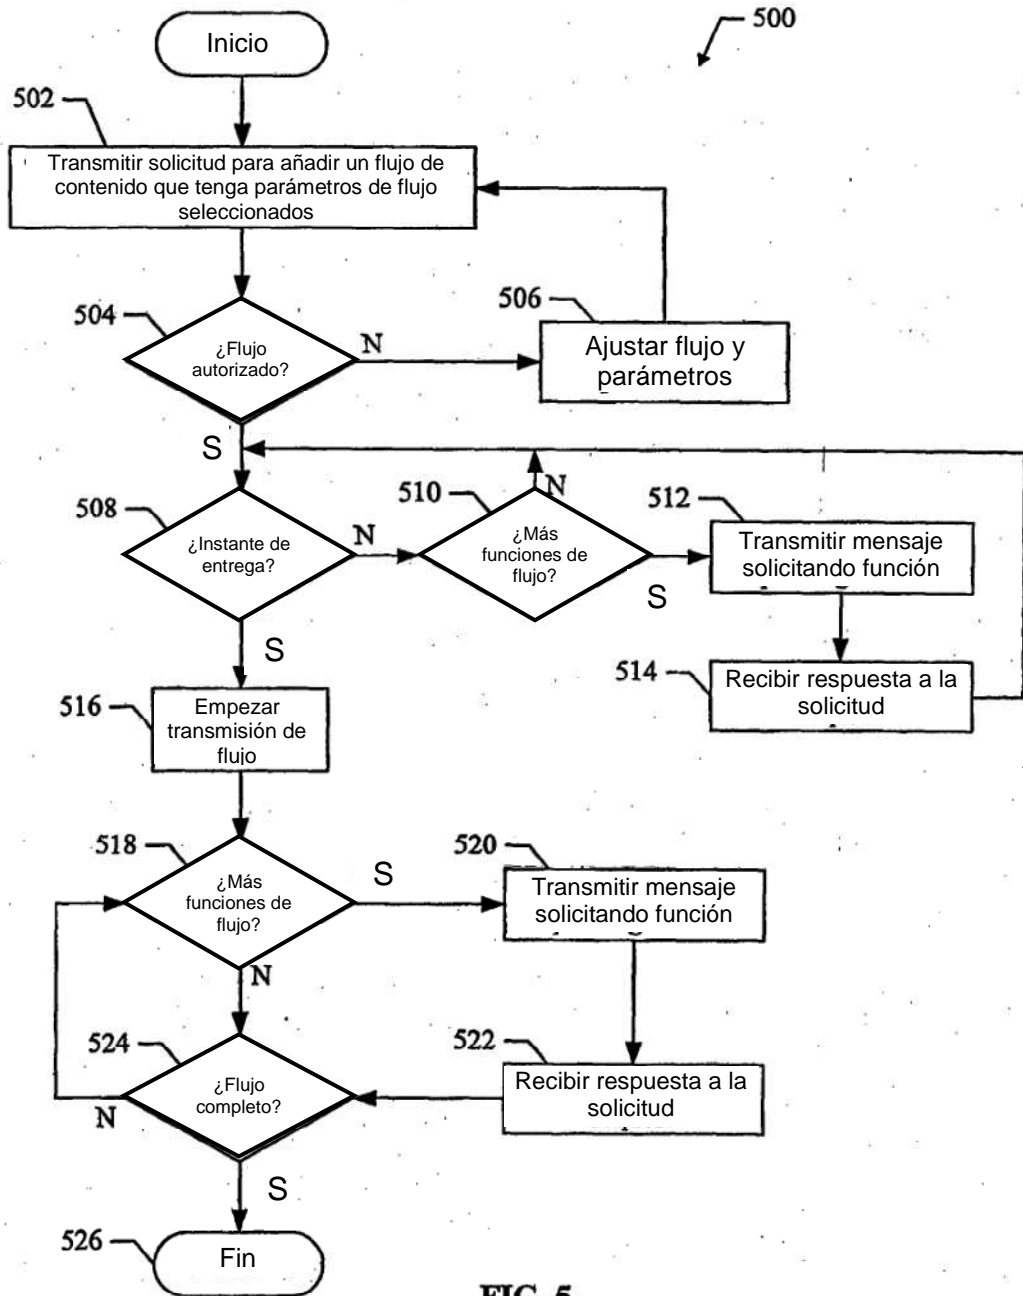 500
Inicio
502
Transmitir solicitud para añadir un flujo de
contenido que tenga parámetros de flujo
seleccionados
504
¿Flujo
autorizado?
N
506
Ajustar flujo y
parámetros
S
508
¿Instante de
entrega?
N
510
¿Más
funciones de
flujo?
N
S
512
Transmitir mensaje
solicitando función
514
Recibir respuesta a la
solicitud
S
516
Empezar
transmisión de
flujo
518
¿Más
funciones de
flujo?
S
520
Transmitir mensaje
solicitando función
N
522
Recibir respuesta a la
solicitud
524
¿Flujo
completo?
N
S
526
Fin
FIG. 5